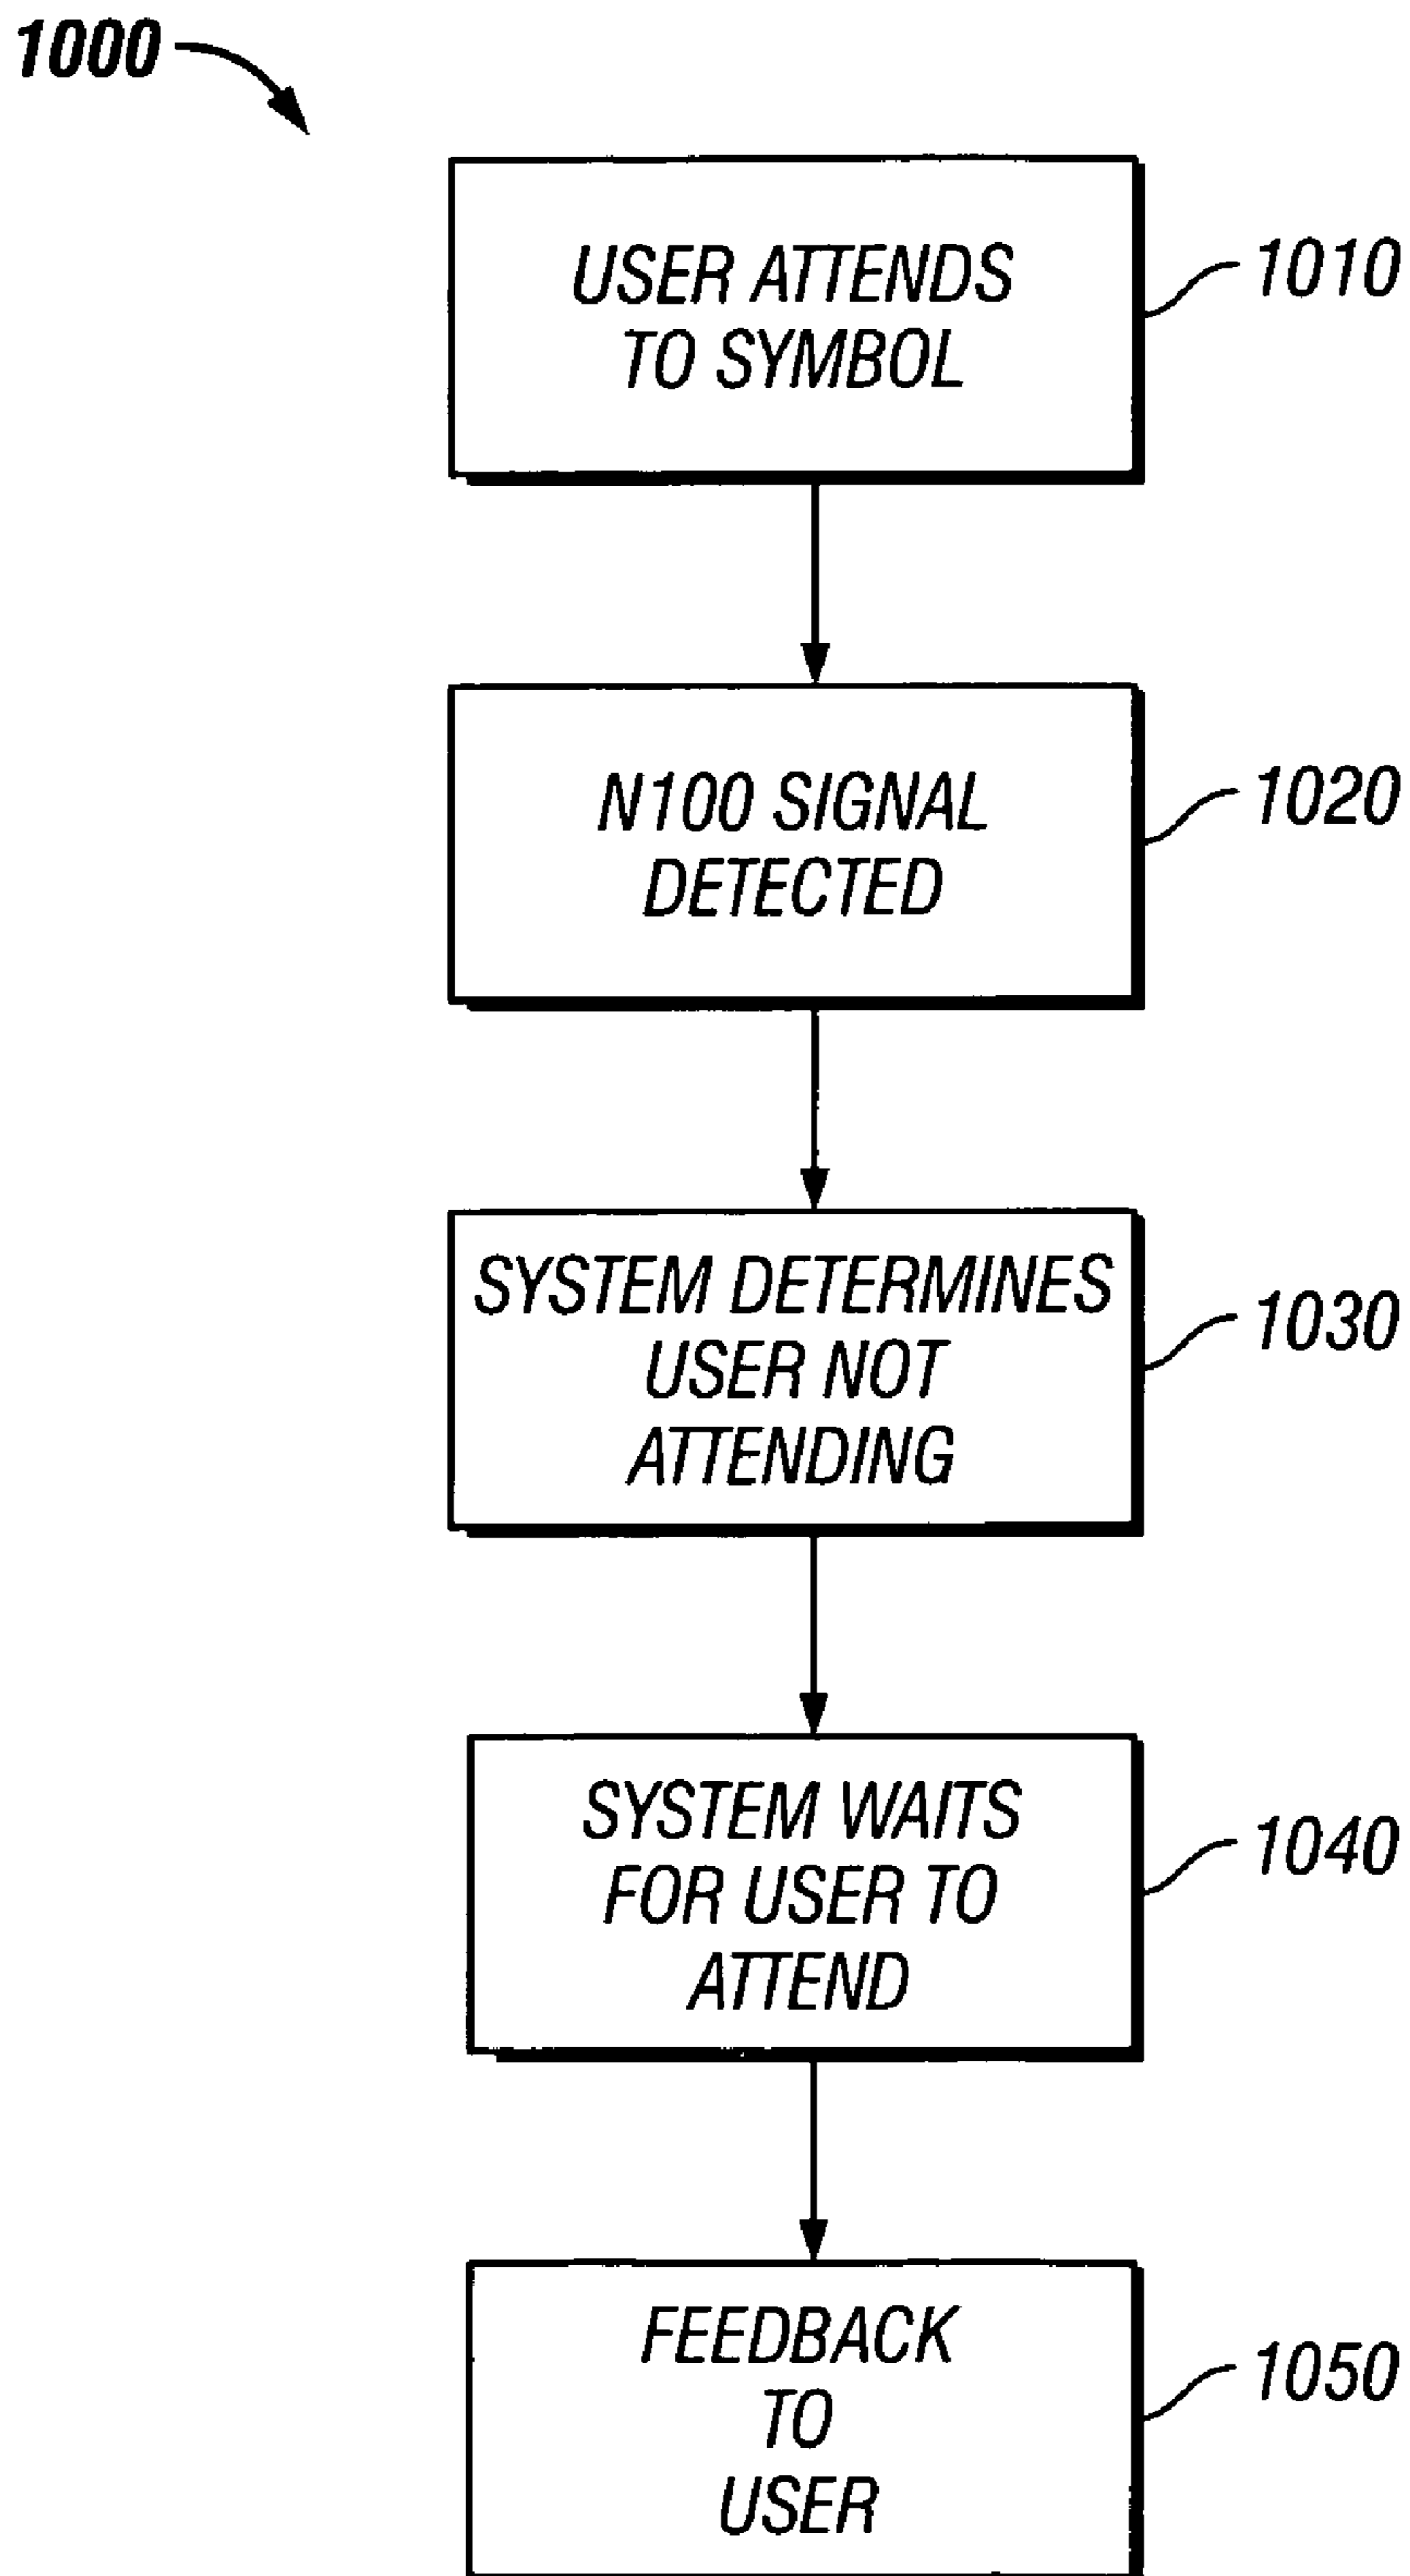 1000
USER ATTENDS
TO SYMBOL
1010
N100 SIGNAL
DETECTED
1020
SYSTEM DETERMINES
USER NOT
ATTENDING
1030
SYSTEM WAITS
FOR USER TO
ATTEND
1040
FEEDBACK
TO
USER
1050